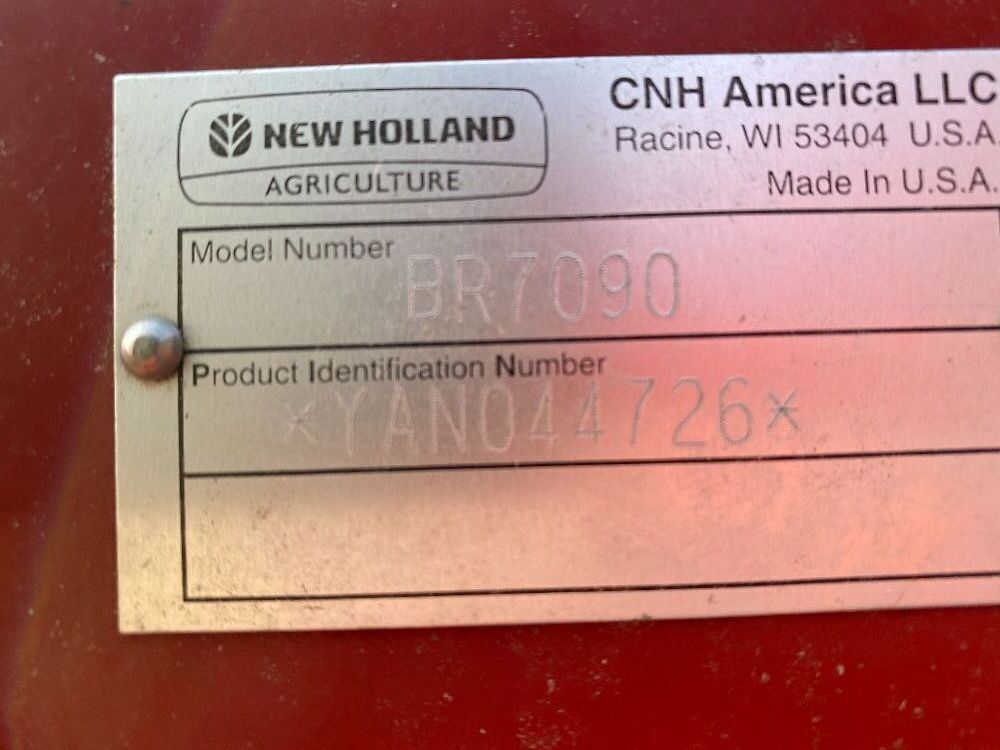 NEW HOLLAND
AGRICULTURE
CNH America LLC
Racine, WI 53404 U.S.A.
Made In U.S.A.
Model Number
BR7090
Product Identification Number
*YAN044726*